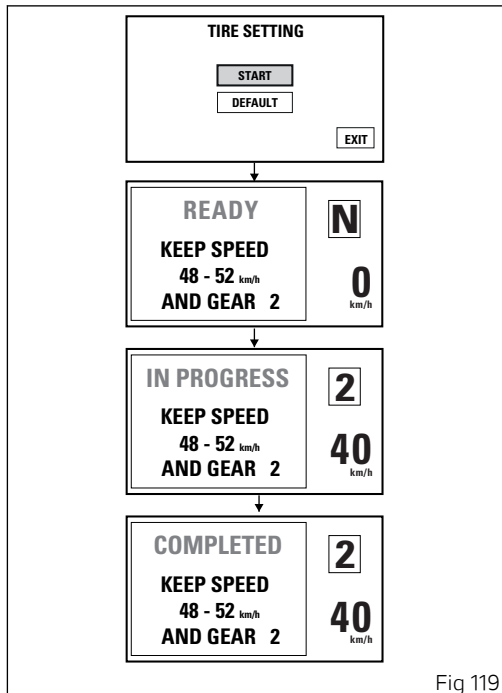 TIRE SETTING
START
DEFAULT
EXIT
READY
KEEP SPEED
48 - 52 km/h
AND GEAR 2
N
0
km/h
IN PROGRESS
KEEP SPEED
48 - 52 km/h
AND GEAR 2
2
40
km/h
COMPLETED
KEEP SPEED
48 - 52 km/h
AND GEAR 2
2
40
km/h
Fig 119